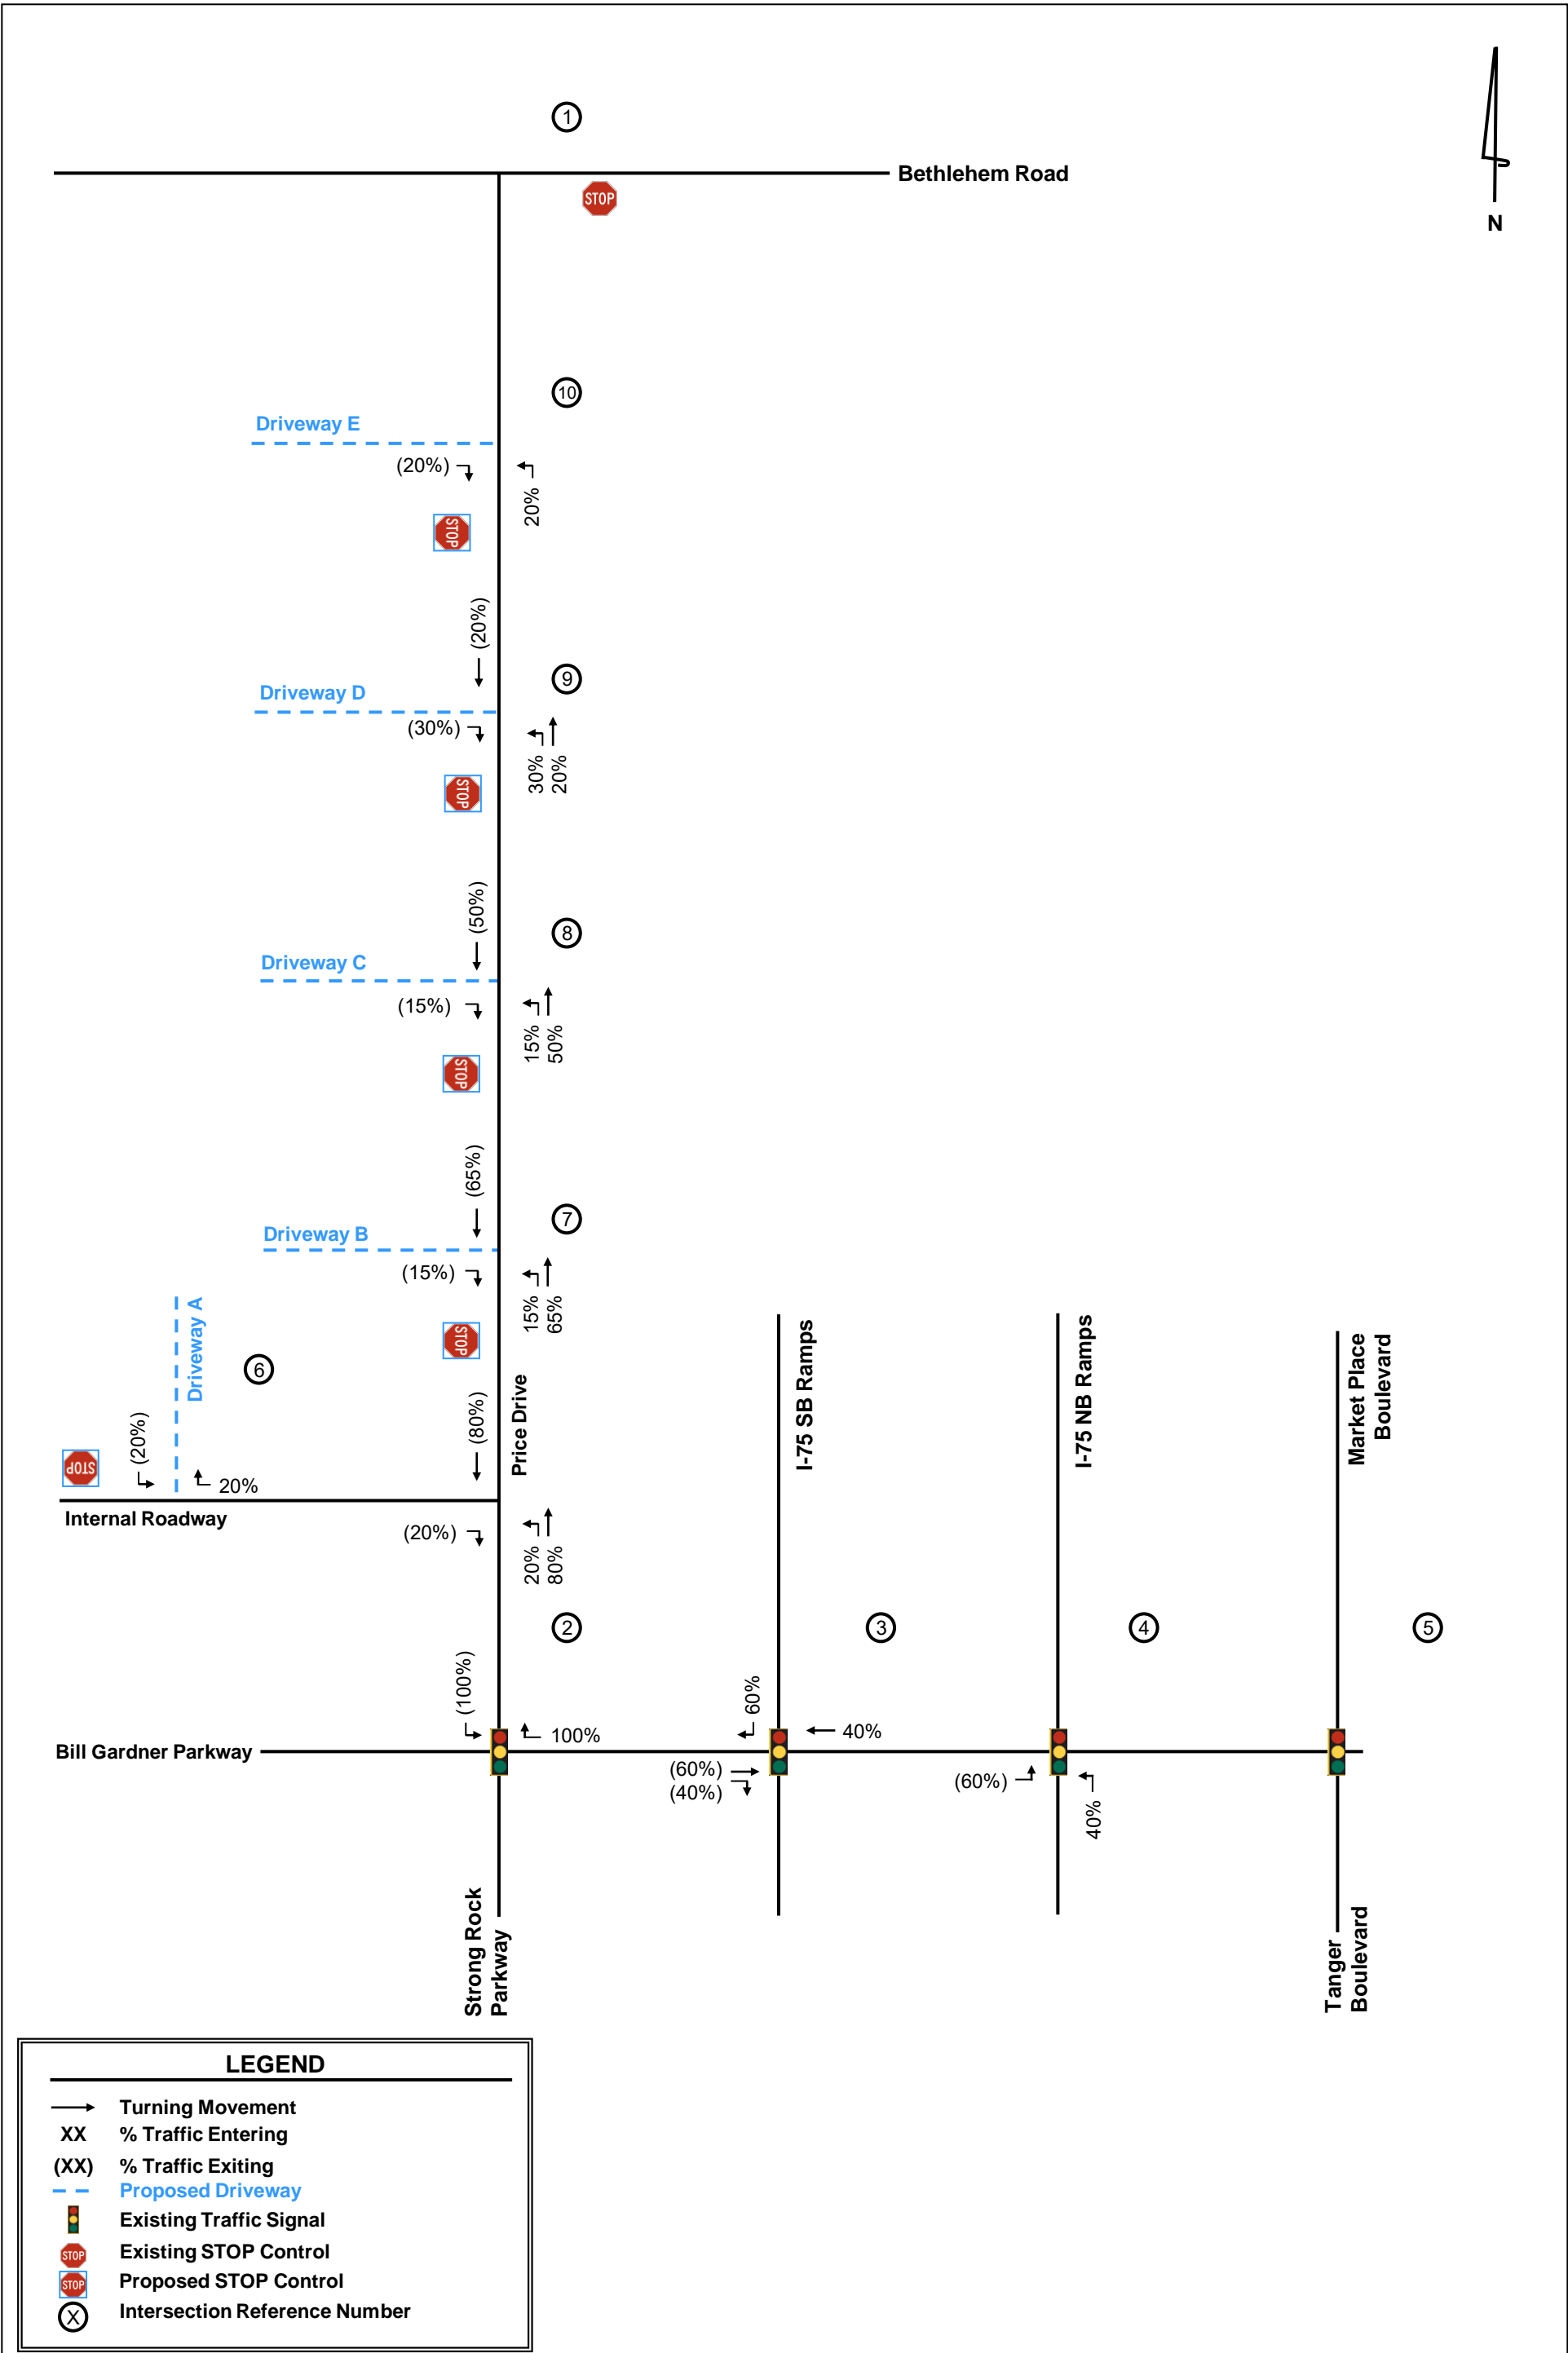 1
Bethlehem Road
STOP
N
10
Driveway E
(20%)
20%
STOP
(20%)
9
Driveway D
(30%)
30%
20%
STOP
(50%)
8
Driveway C
(15%)
15%
50%
STOP
(65%)
7
Driveway B
(15%)
15%
65%
STOP
Driveway A
6
(20%)
STOP
20%
(80%)
Price Drive
I-75 SB Ramps
I-75 NB Ramps
Market Place
Boulevard
Internal Roadway
(20%)
20%
80%
2
3
4
5
(100%)
100%
60%
40%
Bill Gardner Parkway
(60%)
(40%)
(60%)
40%
Strong Rock
Parkway
Tanger
Boulevard
LEGEND
Turning Movement
XX % Traffic Entering
(XX) % Traffic Exiting
Proposed Driveway
Existing Traffic Signal
STOP Existing STOP Control
STOP Proposed STOP Control
X Intersection Reference Number